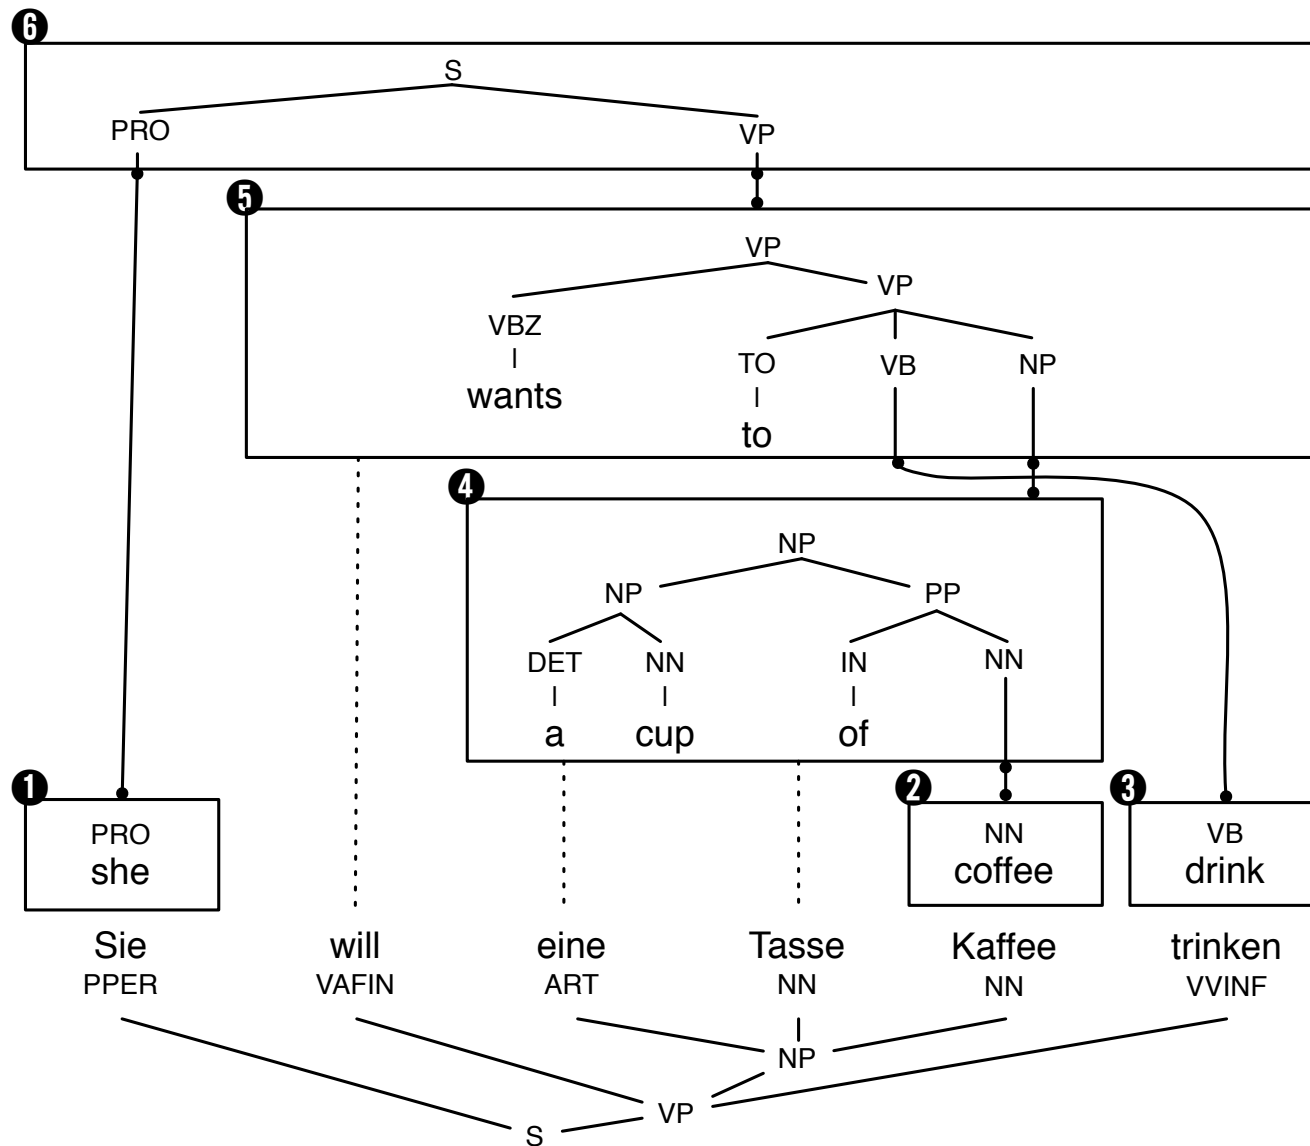 6
S
PRO VP
5
VP
VP
VBZ TO VB NP
wants
to
4
NP
NP PP
DET NN IN NN
a cup of
1 2 3
PRO NN VB
she coffee drink
Sie will eine Tasse Kaffee trinken
PPER VAFIN ART NN NN VVINF
NP
VP
S